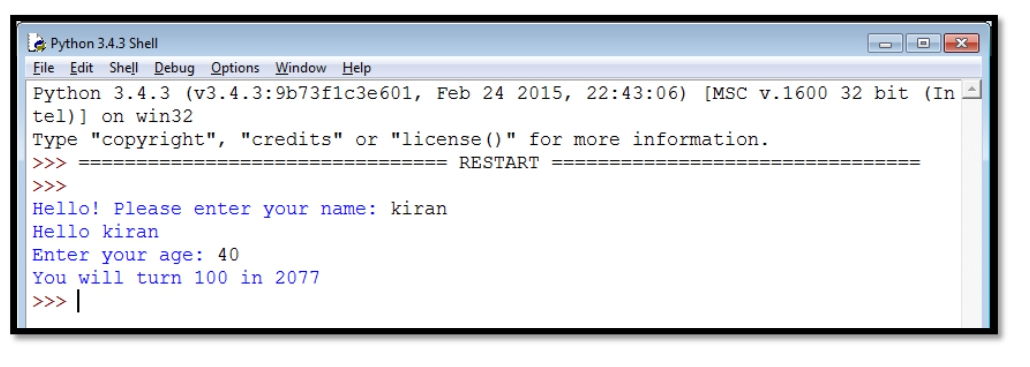 Python 3.4.3 Shell
File Edit Shell Debug Options Window Help
Python 3.4.3 (v3.4.3:9b73f1c3e601, Feb 24 2015, 22:43:06) [MSC v.1600 32 bit (In
tel)] on win32
Type "copyright", "credits" or "license()" for more information.
>>> ================================ RESTART ================================
>>>
Hello! Please enter your name: kiran
Hello kiran
Enter your age: 40
You will turn 100 in 2077
>>>